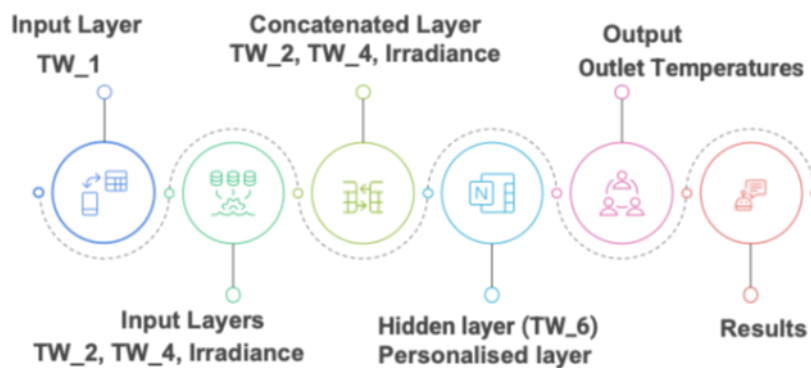 Input Layer
TW_1
Concatenated Layer
TW_2, TW_4, Irradiance
Output
Outlet Temperatures
N
Input Layers
TW_2, TW_4, Irradiance
Hidden layer (TW_6)
Personalised layer
Results